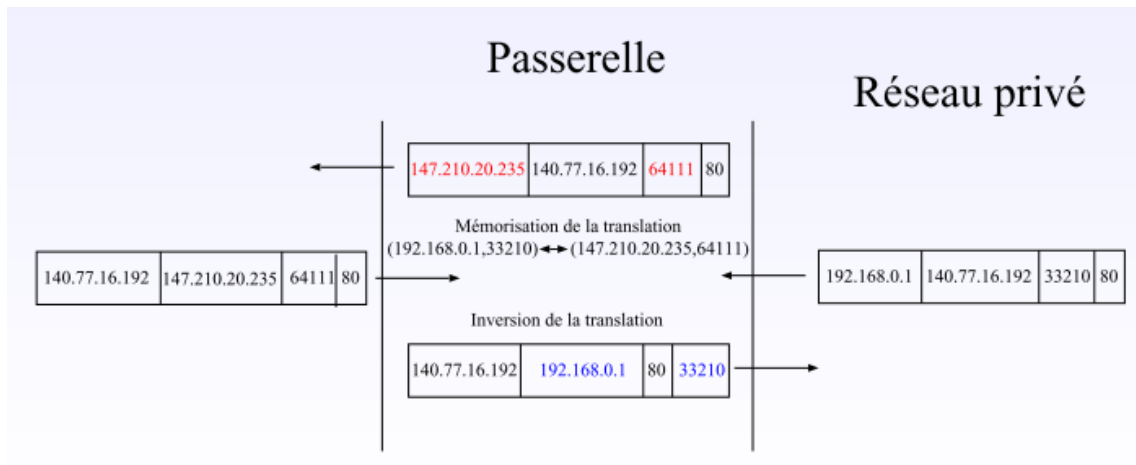 Passerelle
Réseau privé
147.210.20.235 140.77.16.192 64111 80
Mémorisation de la translation
(192.168.0.1,33210) ↔ (147.210.20.235,64111)
140.77.16.192 147.210.20.235 64111 80
192.168.0.1 140.77.16.192 33210 80
Inversion de la translation
140.77.16.192 192.168.0.1 80 33210